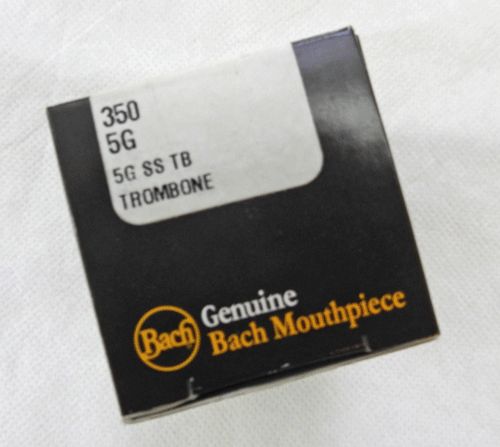 350
5G
5G SS TB
TROMBONE
Bach
Genuine
Bach Mouthpiece